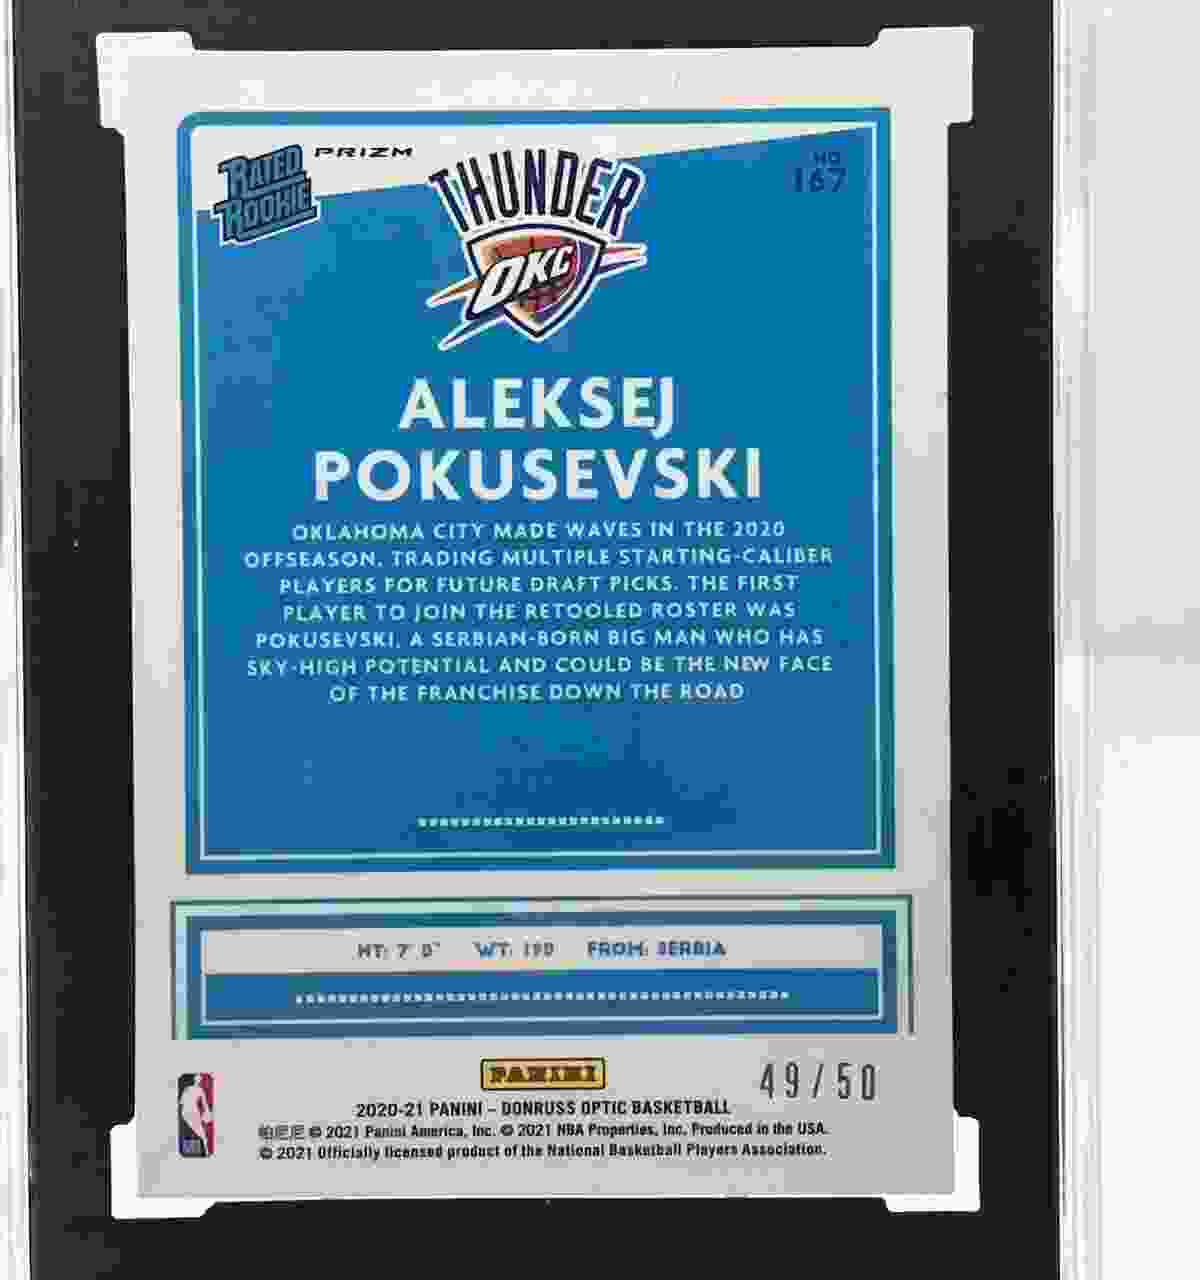 RATED
ROOKIE
PRIZM
THUNDER
OKC
NO.
167
ALEKSEJ
POKUSEVSKI
OKLAHOMA CITY MADE WAVES IN THE 2020
OFFSEASON, TRADING MULTIPLE STARTING-CALIBER
PLAYERS FOR FUTURE DRAFT PICKS. THE FIRST
PLAYER TO JOIN THE RETOOLED ROSTER WAS
POKUSEVSKI, A SERBIAN-BORN BIG MAN WHO HAS
SKY-HIGH POTENTIAL AND COULD BE THE NEW FACE
OF THE FRANCHISE DOWN THE ROAD
HT: 7' 0" WT: 190 FROM: SERBIA
PANINI
49/50
2020-21 PANINI – DONRUSS OPTIC BASKETBALL
© 2021 Panini America, Inc. © 2021 NBA Properties, Inc. Produced in the USA.
© 2021 Officially licensed product of the National Basketball Players Association.